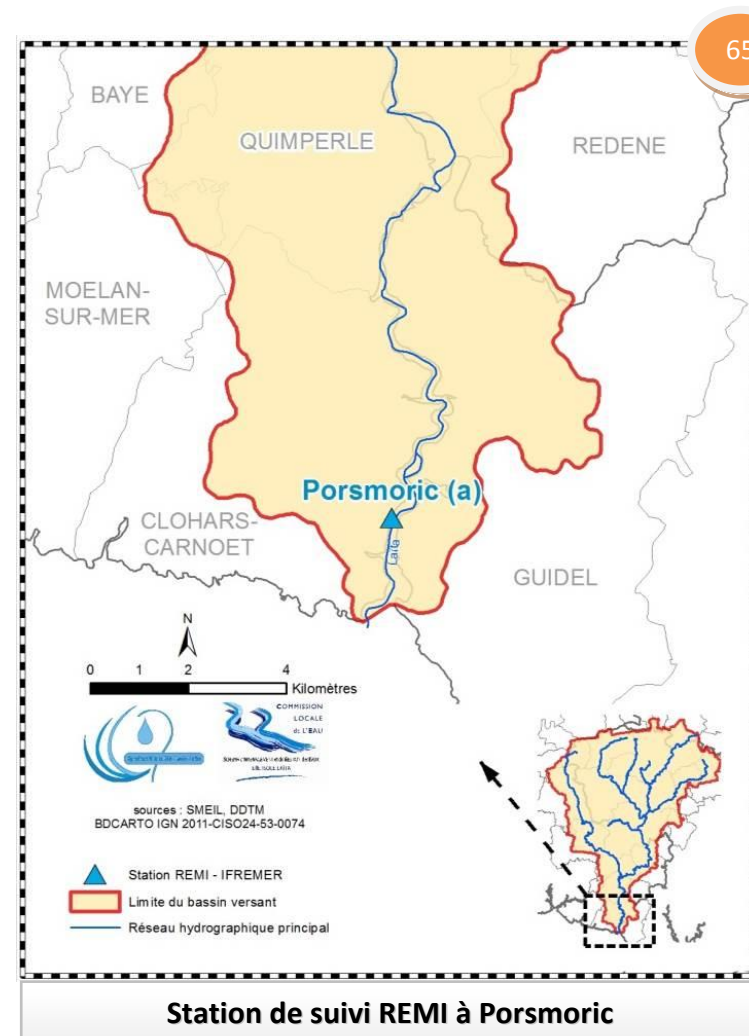 65
BAYE
QUIMPERLE
REDENE
MOELAN-
SUR-MER
Porsmoric (a)
CLOHARS-
CARNOET
Laïta
GUIDEL
N
0 1 2 4
Kilomètres
COMMISSION
LOCALE
de L'EAU
sources : SMEIL, DDTM
BDCARTO IGN 2011-CISO24-53-0074
Station REMI - IFREMER
Limite du bassin versant
Réseau hydrographique principal
Station de suivi REMI à Porsmoric